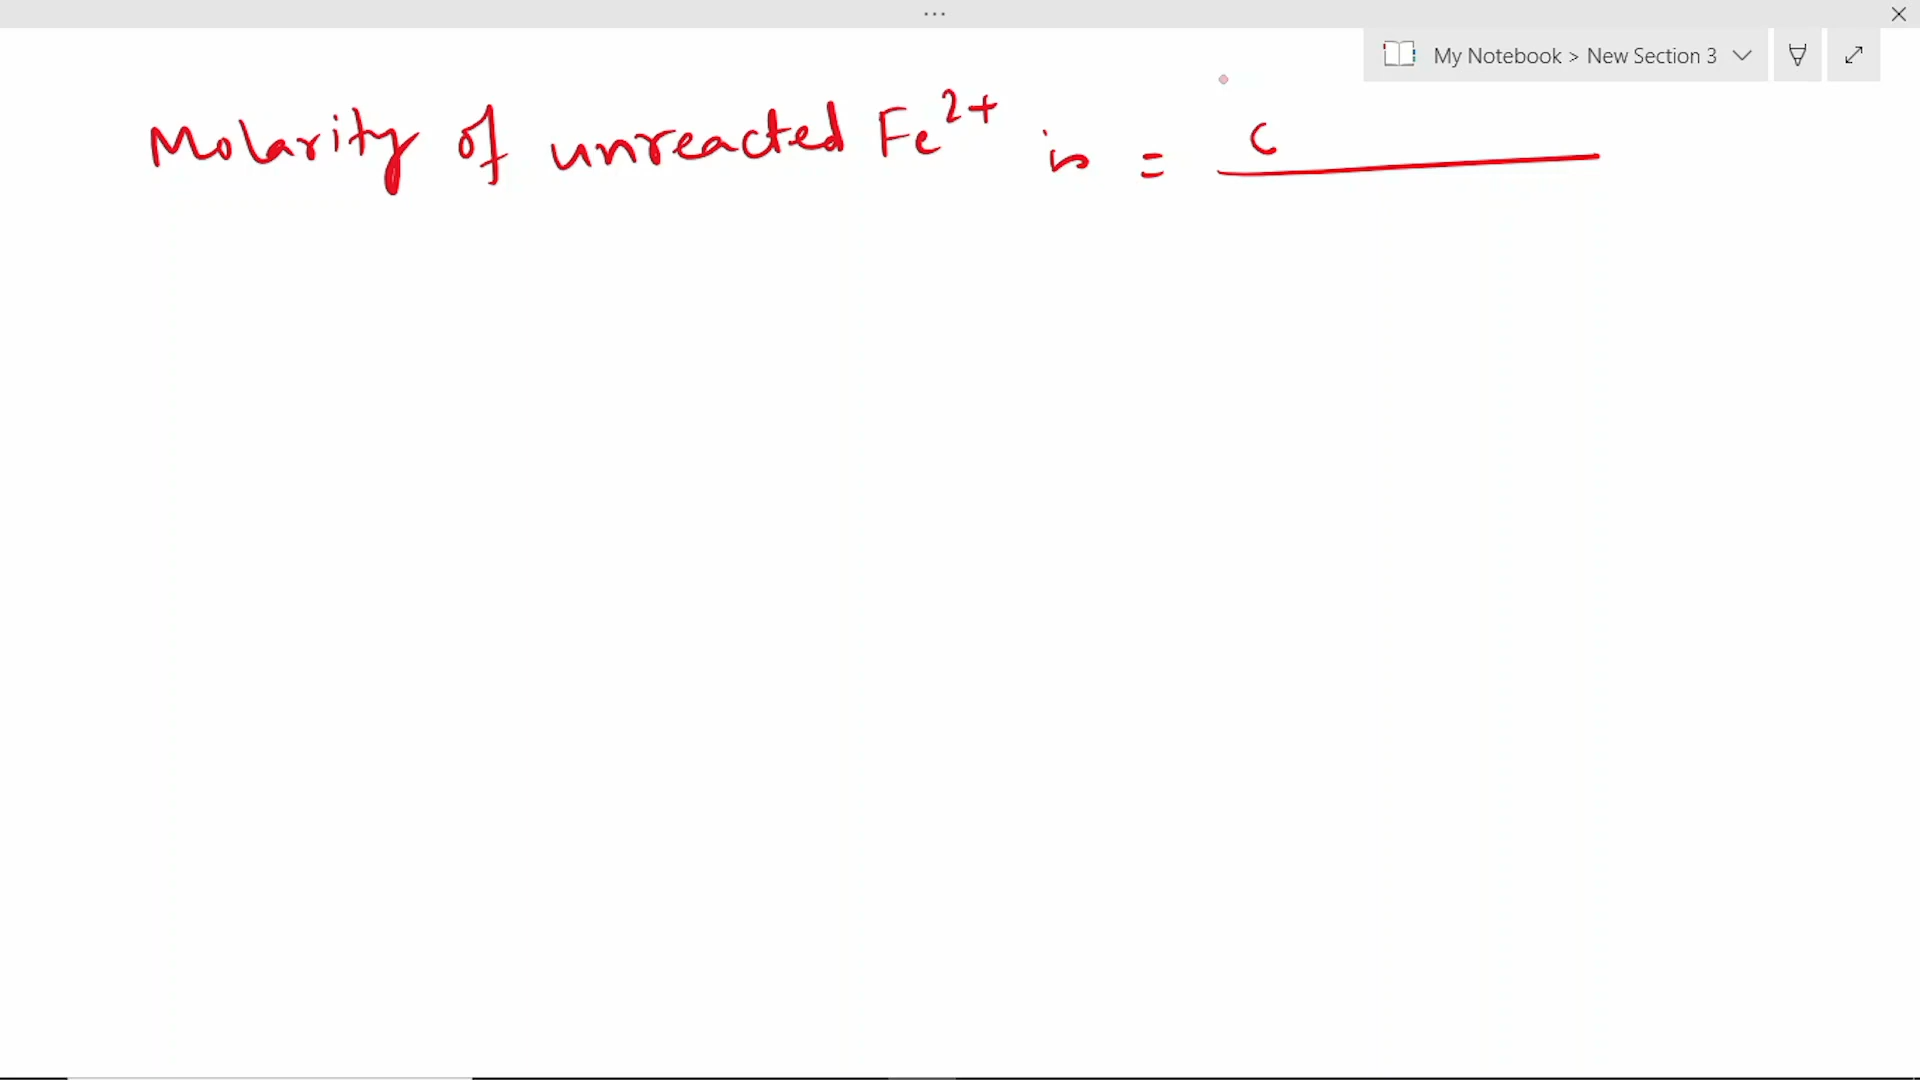 My Notebook > New Section 3
Molarity of unreacted Fe²⁺ is =